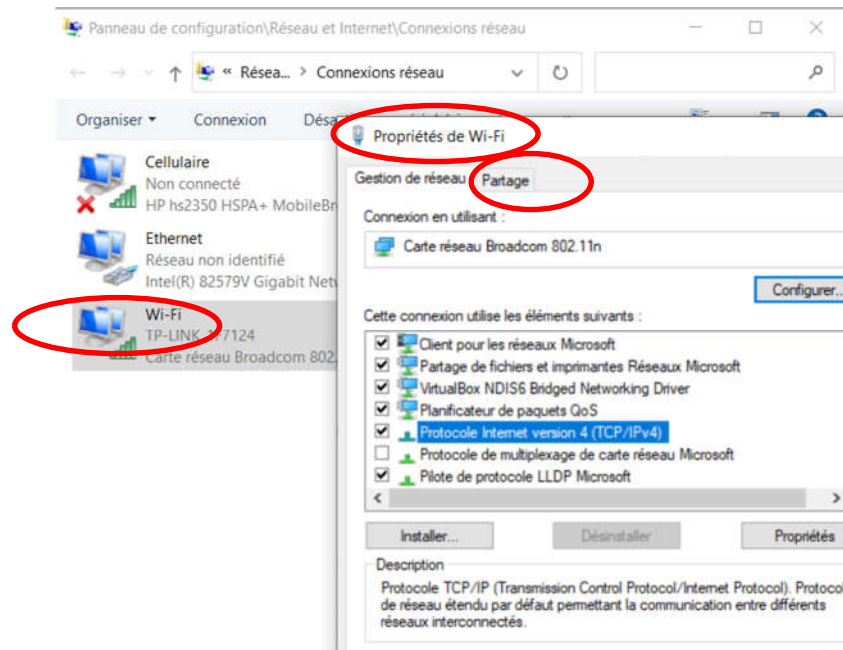 Panneau de configuration\Réseau et Internet\Connexions réseau
« Résea... > Connexions réseau
Organiser Connexion
Propriétés de Wi-Fi
Cellulaire
Non connecté
HP hs2350 HSPA+
Ethernet
Réseau non identifié
Intel(R) 82579V Gigabit
Wi-Fi
TP-LINK
Carte réseau Broadcom 802.
Gestion de réseau Partage
Connexion en utilisant :
Carte réseau Broadcom 802.11n
Configurer...
Cette connexion utilise les éléments suivants :
Client pour les réseaux Microsoft
Partage de fichiers et imprimantes Réseaux Microsoft
VirtualBox NDIS6 Bridged Networking Driver
Planificateur de paquets QoS
Protocole Internet version 4 (TCP/IPv4)
Protocole de multiplexage de carte réseau Microsoft
Pilote de protocole LLDP Microsoft
Installer... Désinstaller Propriétés
Description
Protocole TCP/IP (Transmission Control Protocol/Internet Protocol). Protocol
de réseau étendu par défaut permettant la communication entre différents
réseaux interconnectés.